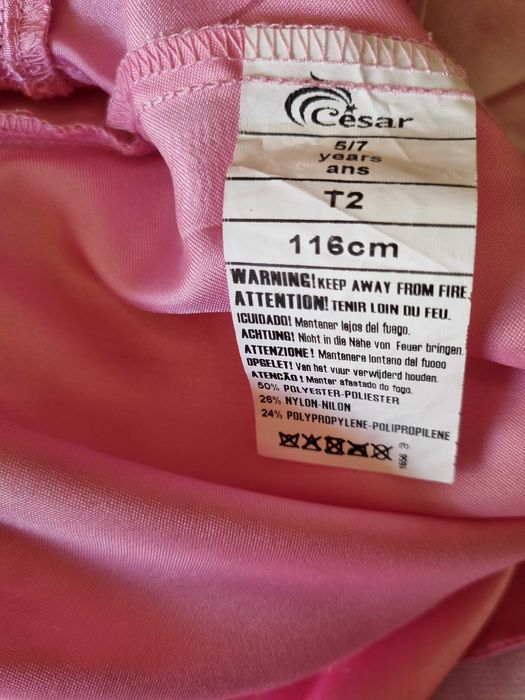 César
5/7
years
ans
T2
116cm
WARNING! KEEP AWAY FROM FIRE.
ATTENTION! TENIR LOIN DU FEU.
¡CUIDADO! Mantener lejos del fuego.
ACHTUNG! Nicht in die Nähe von Feuer bringen.
ATTENZIONE! Mantenere lontano dal fuoco
OPGELET! Van het vuur verwijderd houden.
ATENCÃO! Manter afastado do fogo.
50% POLYESTER-POLIESTER
26% NYLON-NILON
24% POLYPROPYLENE-POLIPROPILENE
1656